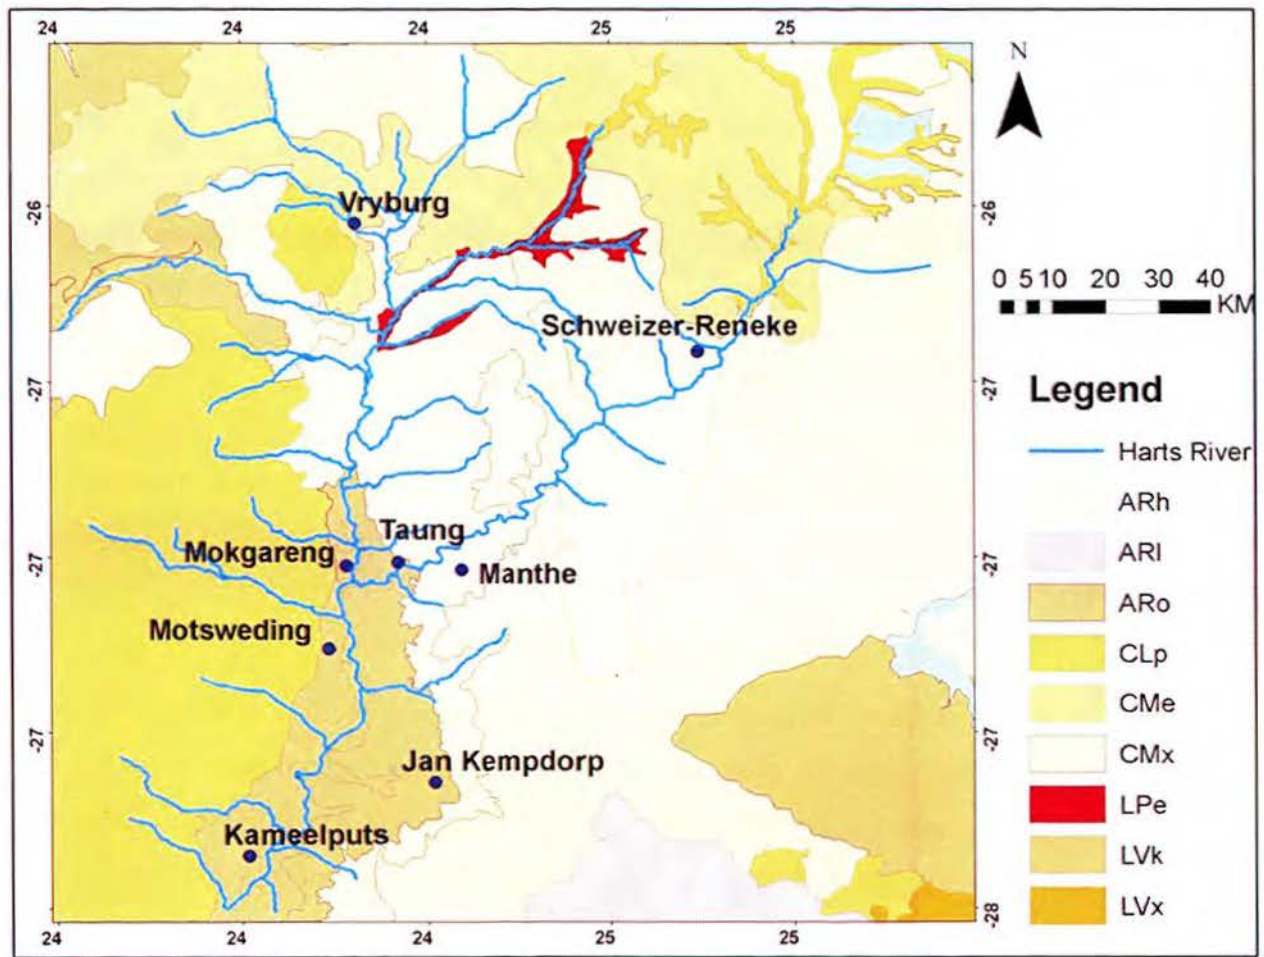 24 24 24 25 25
N
-26 -26
Vryburg
0 5 10 20 30 40
KM
Schweizer-Reneke
-27 -27
Legend
Harts River
ARh
Taung
Mokgareng
Manthe
-27 -27
ARl
ARo
Motsweding
CLp
CMe
-27 -27
Jan Kempdorp
CMx
LPe
Kameelputs
LVk
LVx
-28
24 24 24 25 25